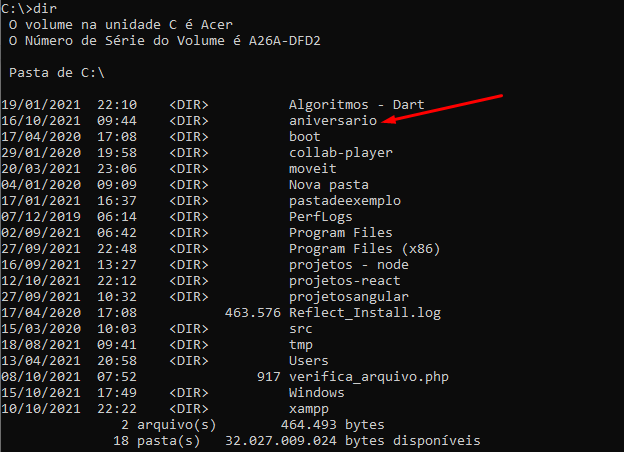 C:\>dir
O volume na unidade C é Acer
O Número de Série do Volume é A26A-DFD2
Pasta de C:\
19/01/2021  22:10    <DIR>          Algoritmos - Dart
16/10/2021  09:44    <DIR>          aniversario
17/04/2020  17:08    <DIR>          boot
29/01/2020  19:58    <DIR>          collab-player
20/03/2021  23:06    <DIR>          moveit
04/01/2020  09:09    <DIR>          Nova pasta
17/01/2021  16:37    <DIR>          pastadeexemplo
07/12/2019  06:14    <DIR>          PerfLogs
02/09/2021  06:42    <DIR>          Program Files
27/09/2021  22:48    <DIR>          Program Files (x86)
16/09/2021  13:27    <DIR>          projetos - node
12/10/2021  22:12    <DIR>          projetos-react
27/09/2021  10:32    <DIR>          projetosangular
17/04/2020  17:08           463.576 Reflect_Install.log
15/03/2020  10:03    <DIR>          src
18/08/2021  09:41    <DIR>          tmp
13/04/2021  20:58    <DIR>          Users
08/10/2021  07:52               917 verifica_arquivo.php
15/10/2021  17:49    <DIR>          Windows
10/10/2021  22:22    <DIR>          xampp
2 arquivo(s)        464.493 bytes
18 pasta(s)   32.027.009.024 bytes disponíveis